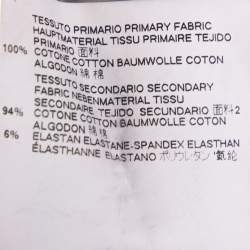 TESSUTO PRIMARIO PRIMARY FABRIC
HAUPTMATERIAL TISSU PRIMAIRE TEJIDO
PRIMARIO 面料
100% COTONE COTTON BAUMWOLLE COTON
ALGODON 綿 棉
TESSUTO SECONDARIO SECONDARY
FABRIC NEBENMATERIAL TISSU
SECONDAIRE TEJIDO SECUNDARIO 面料2
94% COTONE COTTON BAUMWOLLE COTON
ALGODON 綿 棉
6% ELASTAN ELASTANE-SPANDEX ELASTHAN
ÉLASTHANNE ELASTANO ポリウレタン 氨纶